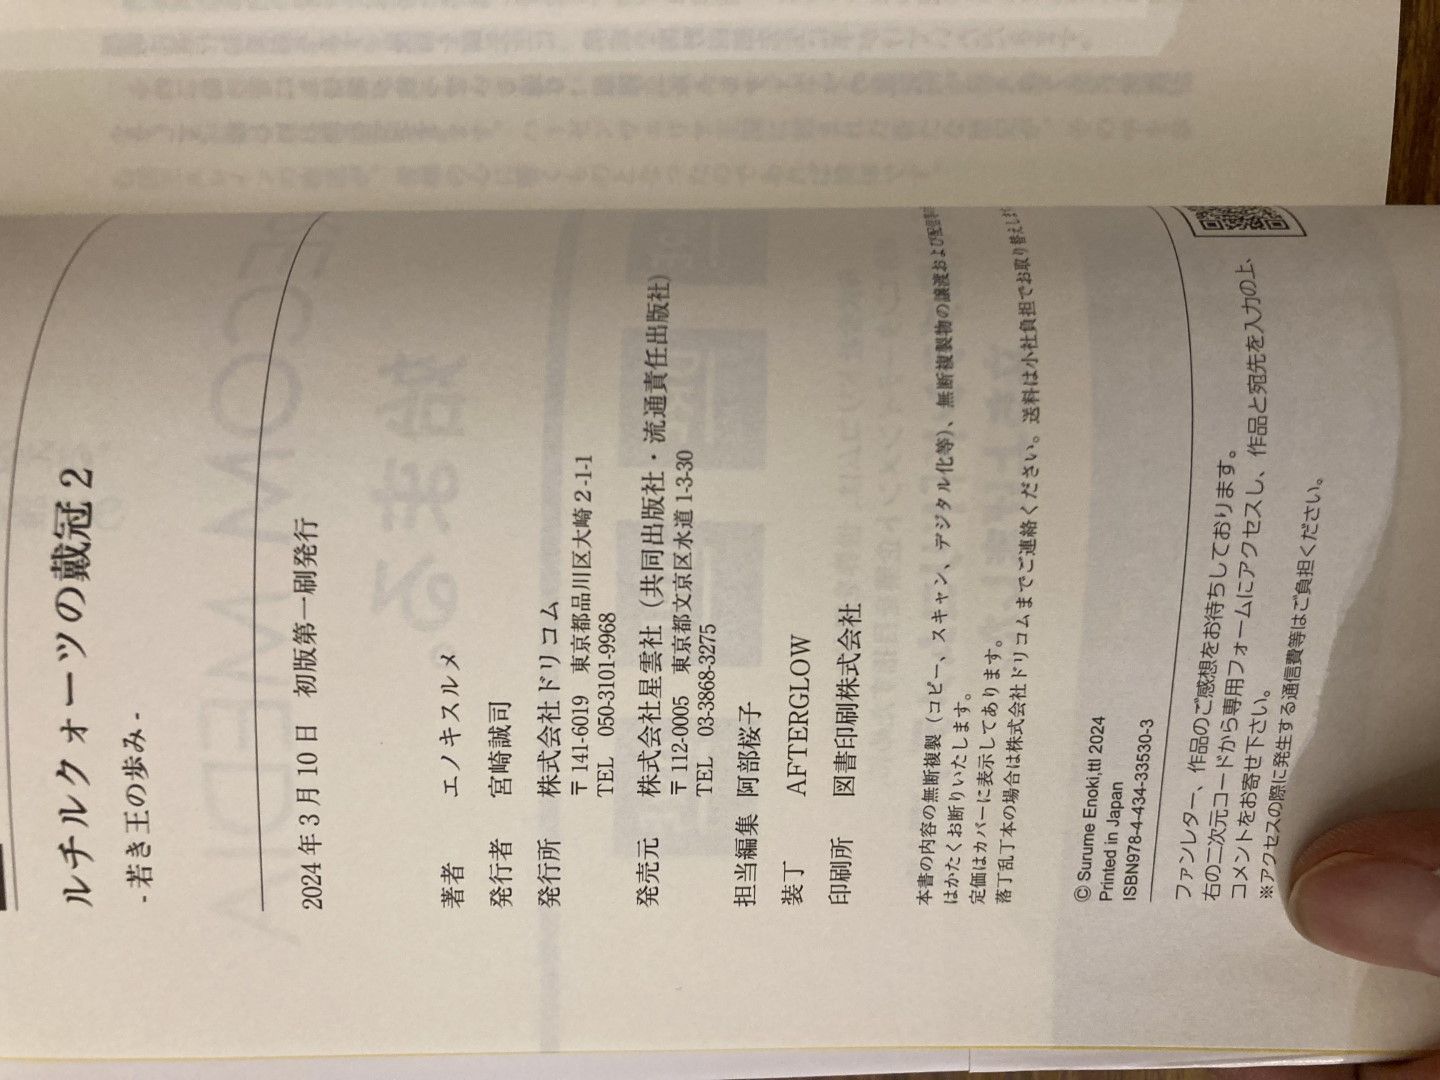 ルチルクォーツの戴冠 2
- 若き王の歩み -
2024年3月10日　初版第一刷発行
著者　エノキスルメ
発行者　宮崎誠司
発行所　株式会社ドリコム
〒141-6019　東京都品川区大崎2-1-1
TEL　050-3101-9968
発売元　株式会社星雲社（共同出版社・流通責任出版社）
〒112-0005　東京都文京区水道1-3-30
TEL　03-3868-3275
担当編集　阿部桜子
装丁　AFTERGLOW
印刷所　図書印刷株式会社
本書の内容の無断複製（コピー、スキャン、デジタル化等）、無断複製物の譲渡および配信等
はかたくお断りいたします。
定価はカバーに表示してあります。
落丁乱丁本の場合は株式会社ドリコムまでご連絡ください。送料は小社負担でお取り替えしま
© Surume Enoki,ttl 2024
Printed in Japan
ISBN978-4-434-33530-3
ファンレター、作品のご感想をお待ちしております。
右の二次元コードから専用フォームにアクセスし、作品と宛先を入力の上、
コメントをお寄せ下さい。
※アクセスの際に発生する通信費等はご負担ください。